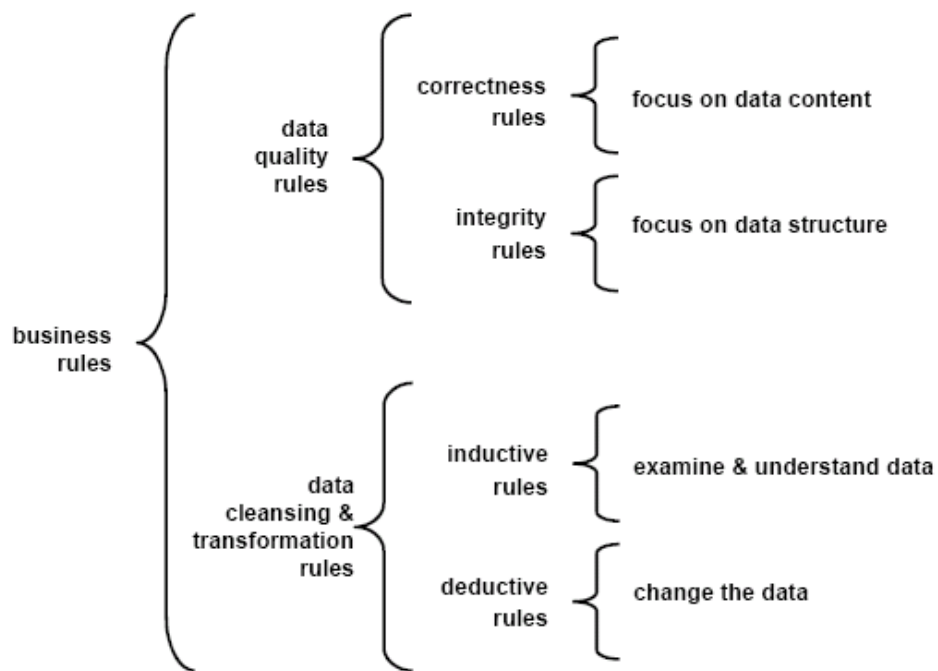 business
rules
data
quality
rules
correctness
rules
focus on data content
integrity
rules
focus on data structure
data
cleansing &
transformation
rules
inductive
rules
examine & understand data
deductive
rules
change the data